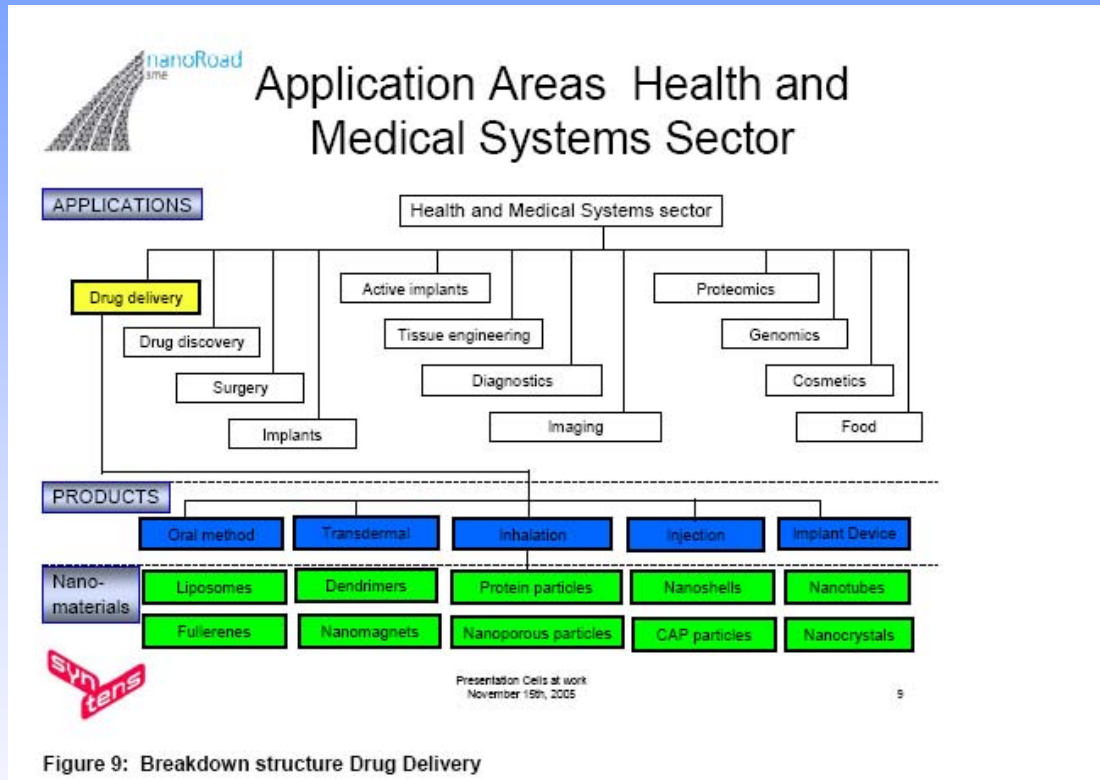 nanoRoad
sme
Application Areas Health and
Medical Systems Sector
APPLICATIONS
Health and Medical Systems sector
Drug delivery
Drug discovery
Surgery
Implants
Active implants
Tissue engineering
Diagnostics
Imaging
Proteomics
Genomics
Cosmetics
Food
PRODUCTS
Oral method
Transdermal
Inhalation
Injection
Implant Device
Nano-
materials
Liposomes
Dendrimers
Protein particles
Nanoshells
Nanotubes
Fullerenes
Nanomagnets
Nanoporous particles
CAP particles
Nanocrystals
syn
tens
Presentation Cells at work
November 15th, 2005
9
Figure 9: Breakdown structure Drug Delivery